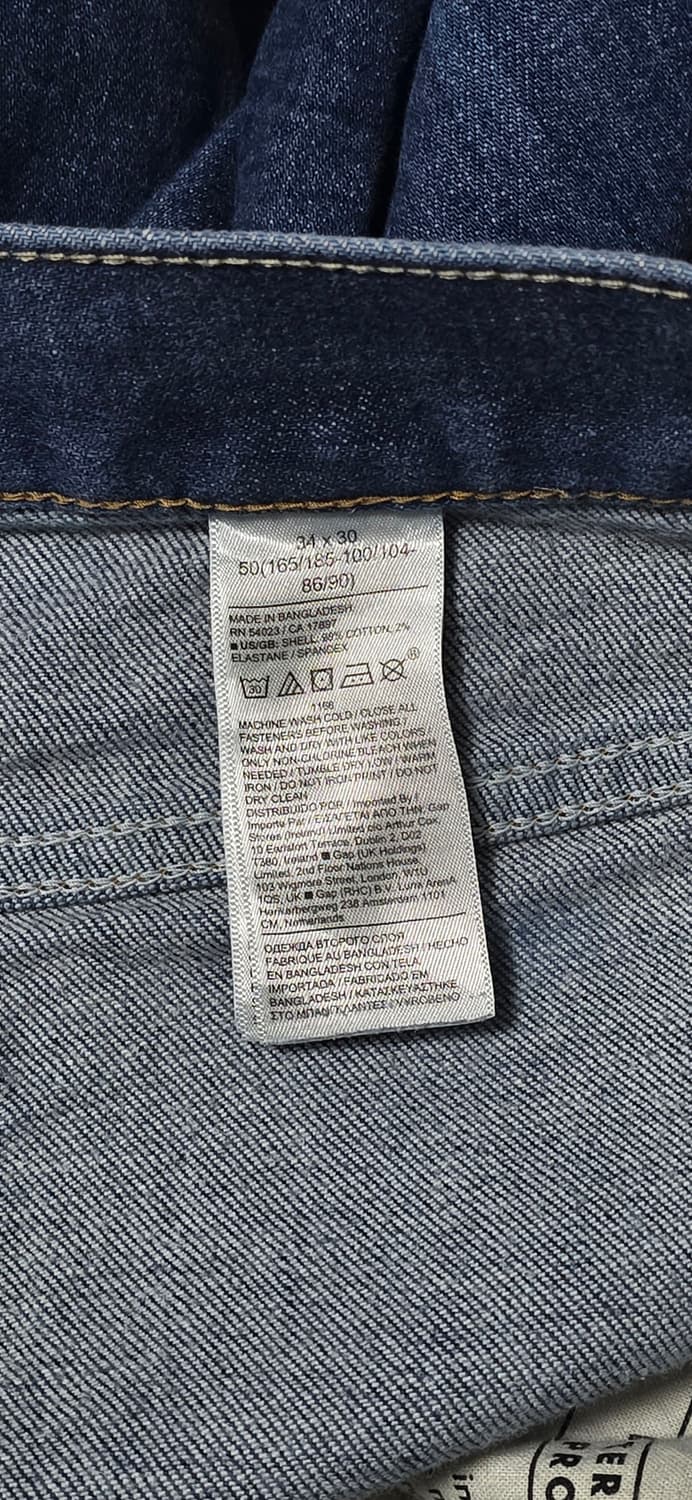 34 x 30
50(165/185-100/104-
86/90)
MADE IN BANGLADESH
RN 54023 / CA 17897
US/GB: SHELL: 98% COTTON, 2%
ELASTANE / SPANDEX
30
1168
MACHINE WASH COLD / CLOSE ALL
FASTENERS BEFORE WASHING /
WASH AND DRY WITH LIKE COLORS
ONLY NON-CHLORINE BLEACH WHEN
NEEDED / TUMBLE DRY LOW / WARM
IRON / DO NOT IRON PRINT / DO NOT
DRY CLEAN
DISTRIBUIDO POR / Imported By /
Importe Par / ΕΙΣΑΓΕΤΑΙ ΑΠΟ ΤΗΝ, Gap
Stores (Ireland) Limited c/o Arthur Cox,
10 Earlsfort Terrace, Dublin 2, D02
T380, Ireland ■ Gap (UK Holdings)
Limited, 2nd Floor Nations House,
103 Wigmore Street, London, W1U
1QS, UK ■ Gap (RHC) B.V. Luna ArenA
Herikerbergweg 238 Amsterdam 1101
CM, Netherlands
ОДЕЖДА ВТОРОГО СЛОЯ
FABRIQUE AU BANGLADESH / HECHO
EN BANGLADESH CON TELA
IMPORTADA / FABRICADO EM
BANGLADESH / ΚΑΤΑΣΚΕΥΑΣΤΗΚΕ
ΣΤΟ ΜΠΑΝΓΚΛΑΝΤΕΣ / VYROBENO
PRO